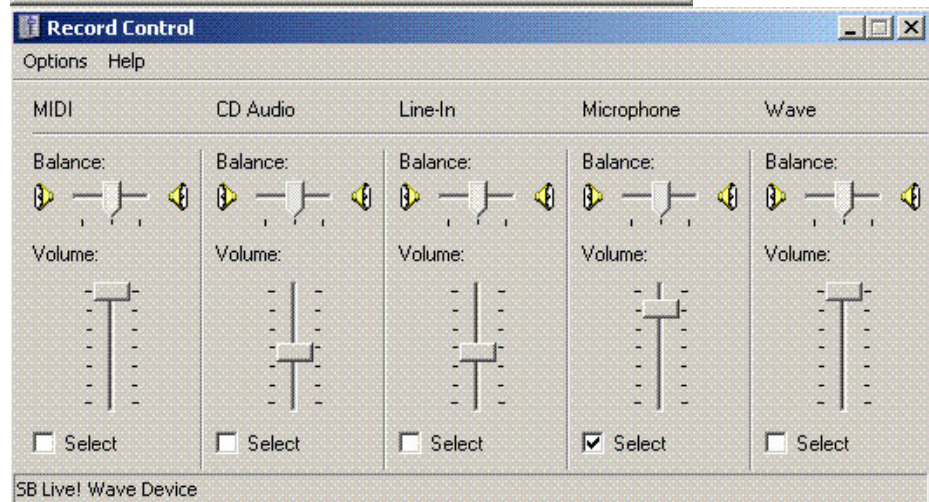 Record Control
Options Help
MIDI CD Audio Line-In Microphone Wave
Balance: Balance: Balance: Balance: Balance:
Volume: Volume: Volume: Volume: Volume:
Select Select Select Select Select
SB Live! Wave Device